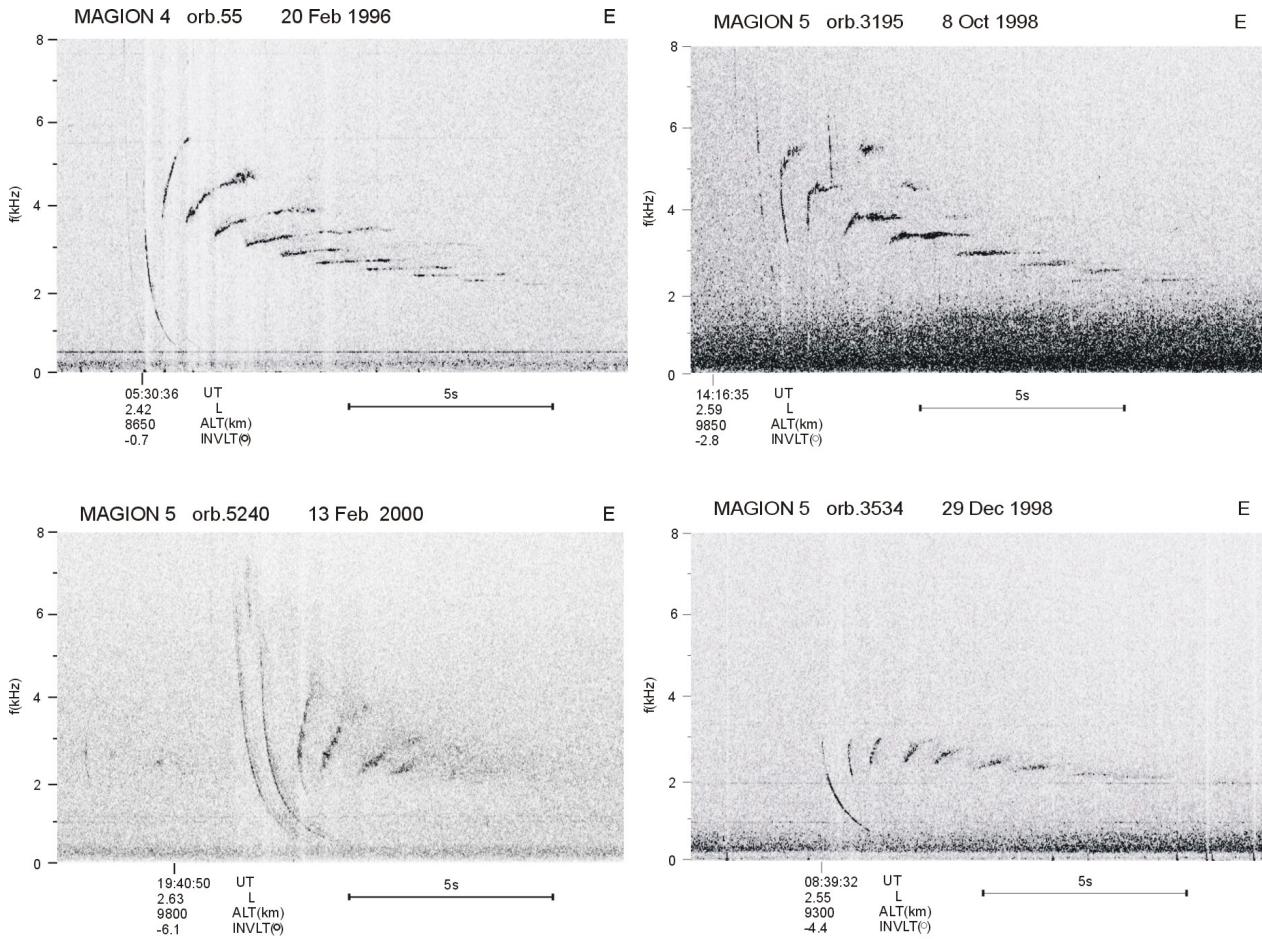 MAGION 4 orb.55 20 Feb 1996 E
8
6
4
2
0
f(kHz)
05:30:36 UT
2.42 L
8650 ALT(km)
-0.7 INVLT(o)
5s
MAGION 5 orb.3195 8 Oct 1998 E
8
6
4
2
0
f(kHz)
14:16:35 UT
2.59 L
9850 ALT(km)
-2.8 INVLT(○)
5s
MAGION 5 orb.5240 13 Feb 2000 E
8
6
4
2
0
f(kHz)
19:40:50 UT
2.63 L
9800 ALT(km)
-6.1 INVLT(o)
5s
MAGION 5 orb.3534 29 Dec 1998 E
8
6
4
2
0
f(kHz)
08:39:32 UT
2.55 L
9300 ALT(km)
-4.4 INVLT(○)
5s